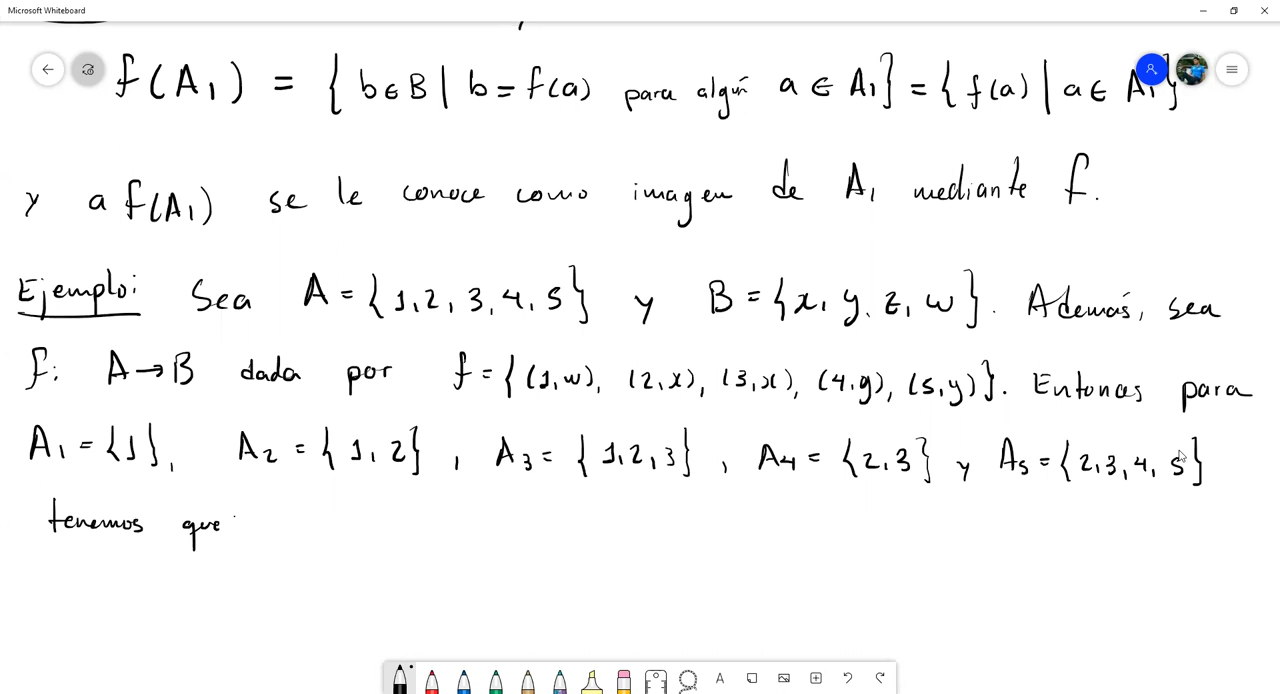 Microsoft Whiteboard
f(A₁) = { b ∈ B | b = f(a) para algún a ∈ A₁} = { f(a) | a ∈ A₁}
y a f(A₁) se le conoce como imagen de A₁ mediante f.
Ejemplo: Sea A = {1, 2, 3, 4, 5} y B = {x, y, z, w}. Además, sea
f: A → B dada por f = {(1,w), (2,x), (3,x), (4,y), (5,y)}. Entonces para
A₁ = {1}, A₂ = {1, 2}, A₃ = {1, 2, 3}, A₄ = {2, 3} y A₅ = {2, 3, 4, 5}
tenemos que